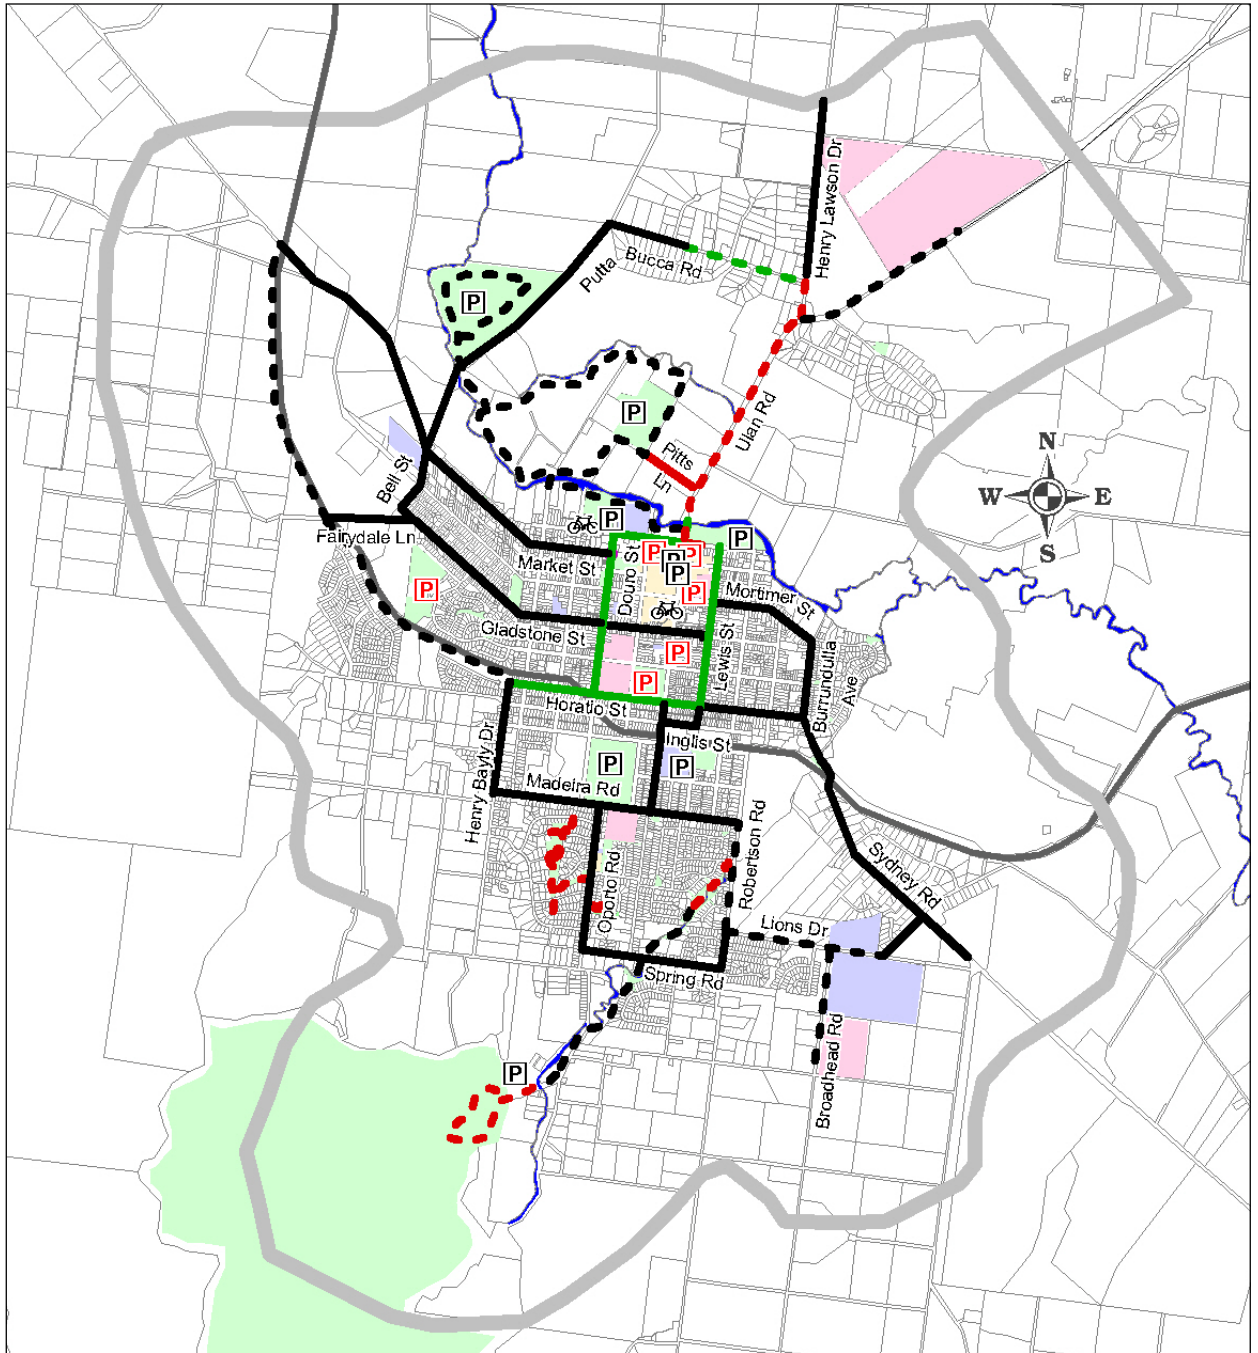 Henry Lawson Dr
Putta
Bucca Rd
P
P
Ulan Rd
Pitts
Ln
N
W
E
S
Bell St
Fairydale Ln
P
P
Market St
Douro St
P
P
P
P
P
Mortimer St
P
Gladstone St
P
Lewis St
P
Burrundulla
Ave
Horatio St
Inglis St
Henry Bayly Dr
P
P
Madeira Rd
Robertson Rd
Oporto Rd
Sydney Rd
Lions Dr
Spring Rd
Broadhead Rd
P